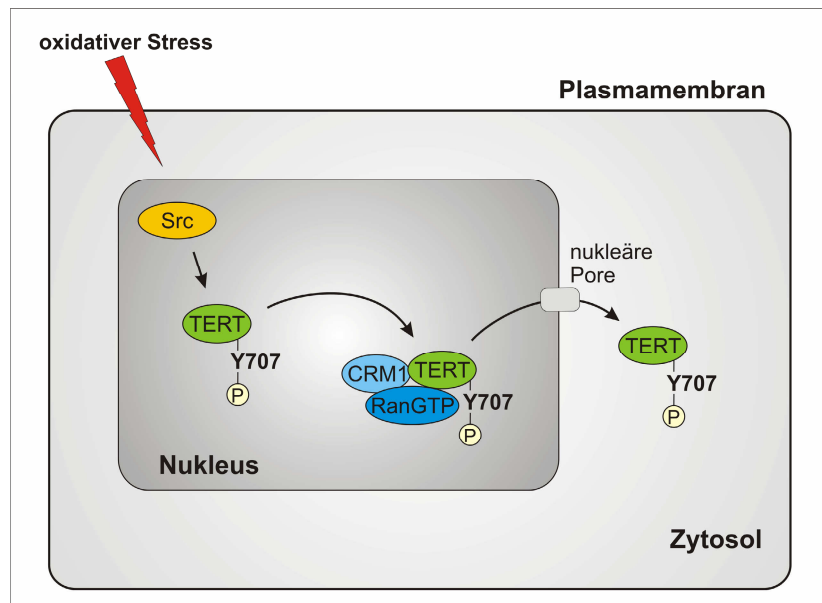 oxidativer Stress
Plasmamembran
Src
nukleäre
Pore
TERT
Y707
P
CRM1
TERT
RanGTP
Y707
P
TERT
Y707
P
Nukleus
Zytosol